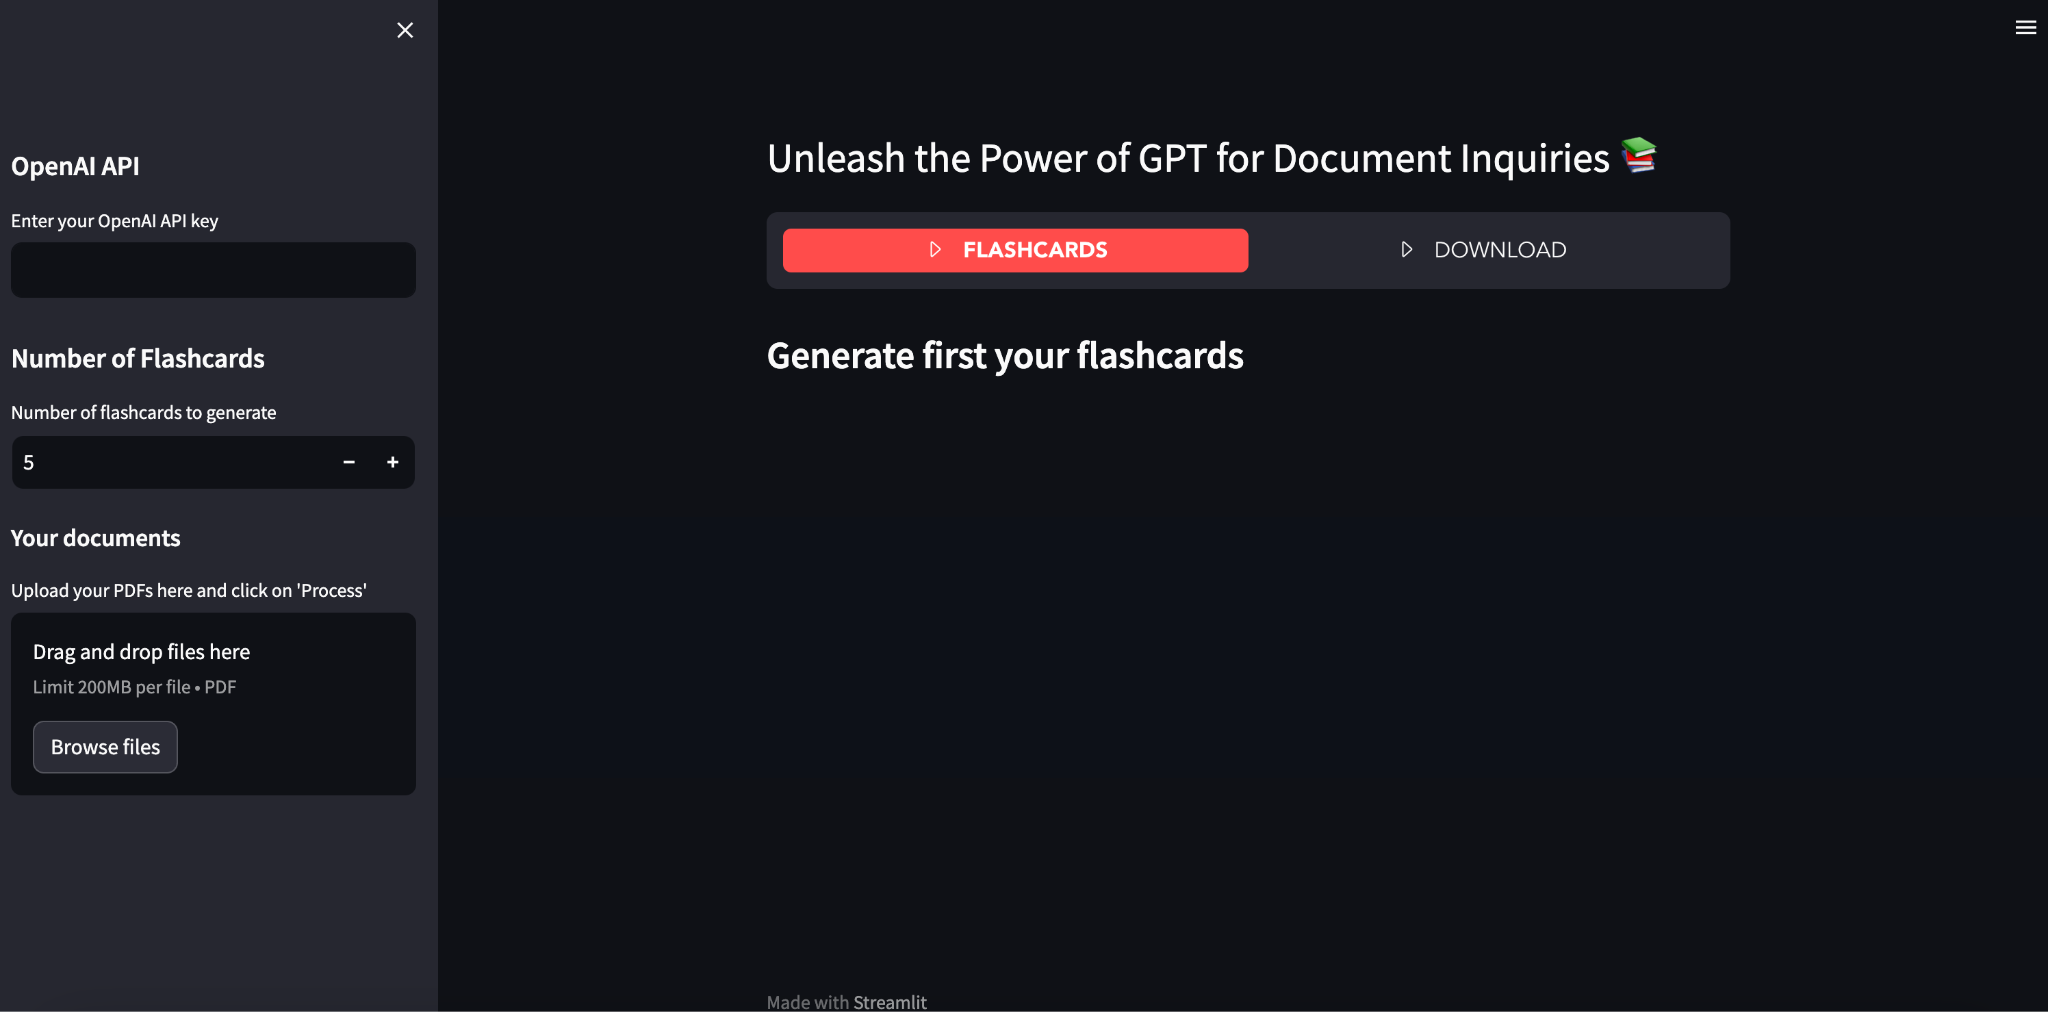 OpenAI API
Enter your OpenAI API key
Number of Flashcards
Number of flashcards to generate
5 − +
Your documents
Upload your PDFs here and click on 'Process'
Drag and drop files here
Limit 200MB per file • PDF
Browse files
Unleash the Power of GPT for Document Inquiries 📚
FLASHCARDS
DOWNLOAD
Generate first your flashcards
Made with Streamlit